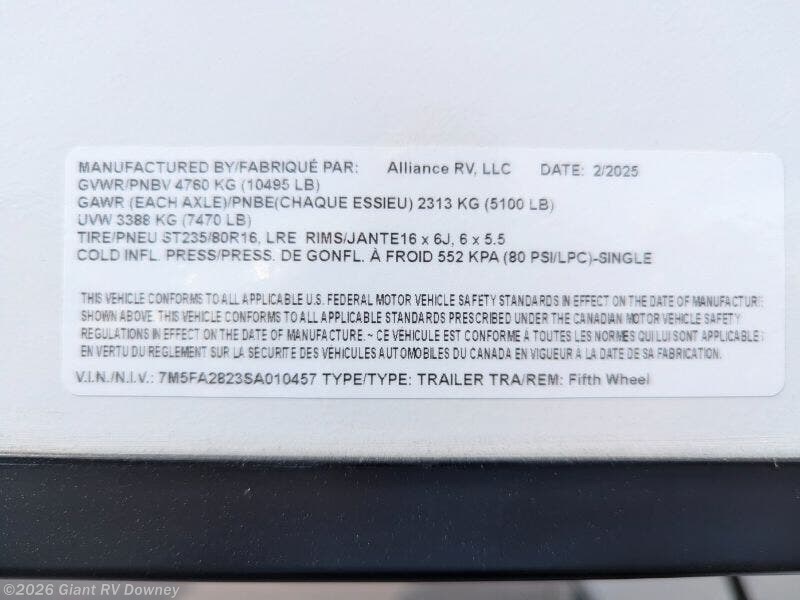 MANUFACTURED BY/FABRIQUÉ PAR: Alliance RV, LLC DATE: 2/2025
GVWR/PNBV 4760 KG (10495 LB)
GAWR (EACH AXLE)/PNBE(CHAQUE ESSIEU) 2313 KG (5100 LB)
UVW 3388 KG (7470 LB)
TIRE/PNEU ST235/80R16, LRE RIMS/JANTE16 x 6J, 6 x 5.5
COLD INFL. PRESS/PRESS. DE GONFL. À FROID 552 KPA (80 PSI/LPC)-SINGLE
THIS VEHICLE CONFORMS TO ALL APPLICABLE U.S. FEDERAL MOTOR VEHICLE SAFETY STANDARDS IN EFFECT ON THE DATE OF MANUFACTURE
SHOWN ABOVE. THIS VEHICLE CONFORMS TO ALL APPLICABLE STANDARDS PRESCRIBED UNDER THE CANADIAN MOTOR VEHICLE SAFETY
REGULATIONS IN EFFECT ON THE DATE OF MANUFACTURE. ~ CE VEHICULE EST CONFORME A TOUTES LES NORMES QUI LUI SONT APPLICABLE
EN VERTU DU REGLEMENT SUR LA SECURITE DES VEHICULES AUTOMOBILES DU CANADA EN VIGUEUR A LA DATE DE SA FABRICATION.
V.I.N./N.I.V.: 7M5FA2823SA010457 TYPE/TYPE: TRAILER TRA/REM: Fifth Wheel
©2026 Giant RV Downey